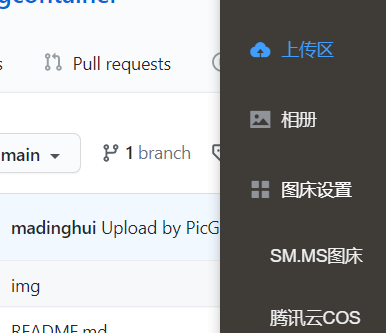 Pull requests
main
1 branch
madinghui Upload by PicG
img
README.md
上传区
相册
图床设置
SM.MS图床
腾讯云COS